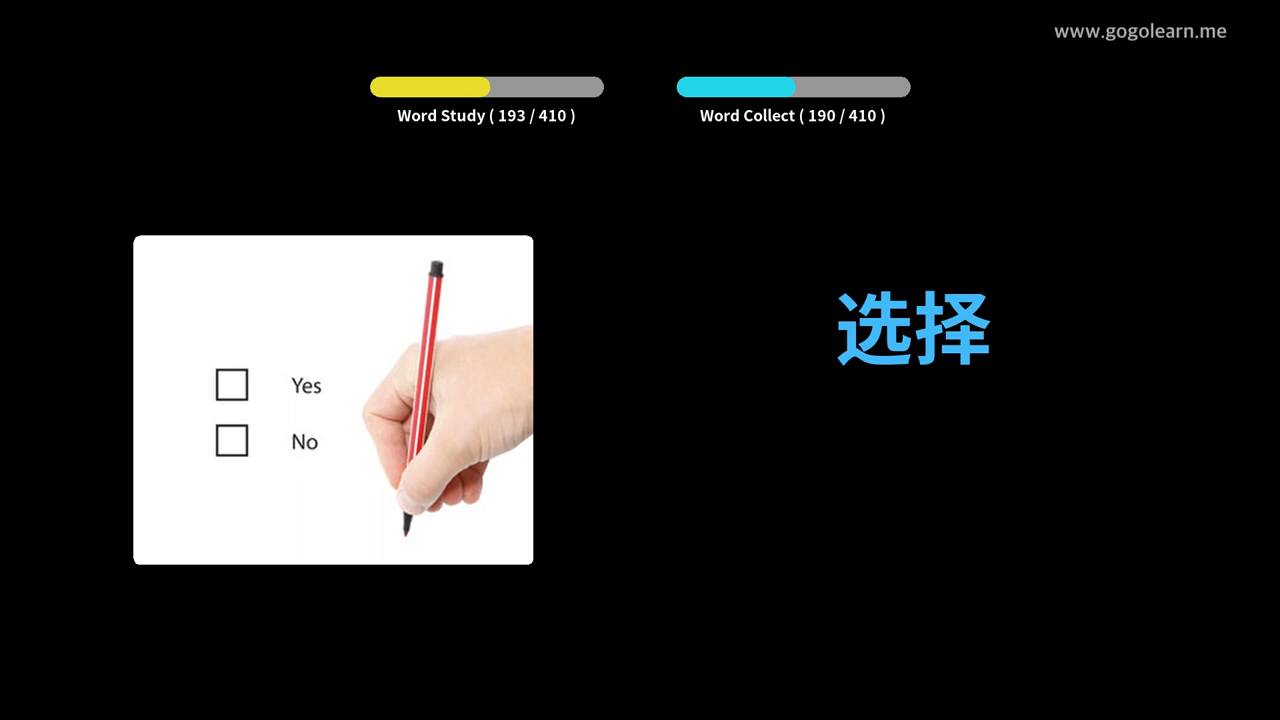 www.gogolearn.me
Word Study ( 193 / 410 )
Word Collect ( 190 / 410 )
选择
Yes
No